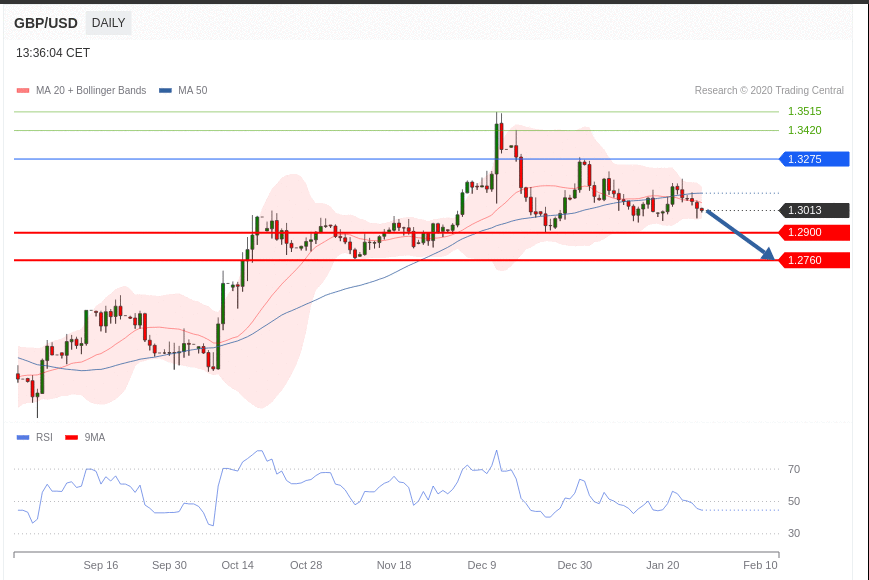 GBP/USD DAILY
13:36:04 CET
MA 20 + Bollinger Bands MA 50 Research © 2020 Trading Central
1.3515
1.3420
1.3275
1.3013
1.2900
1.2760
RSI 9MA
70
50
30
Sep 16 Sep 30 Oct 14 Oct 28 Nov 18 Dec 9 Dec 30 Jan 20 Feb 10